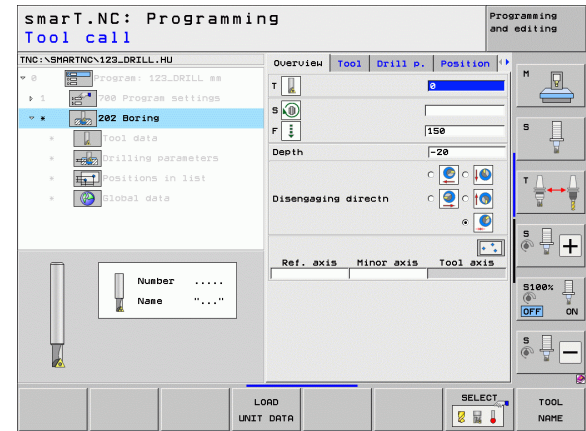 smarT.NC: Programming
Tool call
Programming
and editing
TNC:\SMARTNC\123_DRILL.HU
0 Program: 123_DRILL mm
1 700 Program settings
* 202 Boring
* Tool data
* Drilling parameters
* Positions in list
* Global data
Overview Tool Drill p. Position
T 0
S
F 150
Depth -20
Disengaging directn
Ref. axis Minor axis Tool axis
Number .....
Name "..."
M
S
T
S
S100%
OFF ON
S
LOAD
UNIT DATA
SELECT
TOOL
NAME